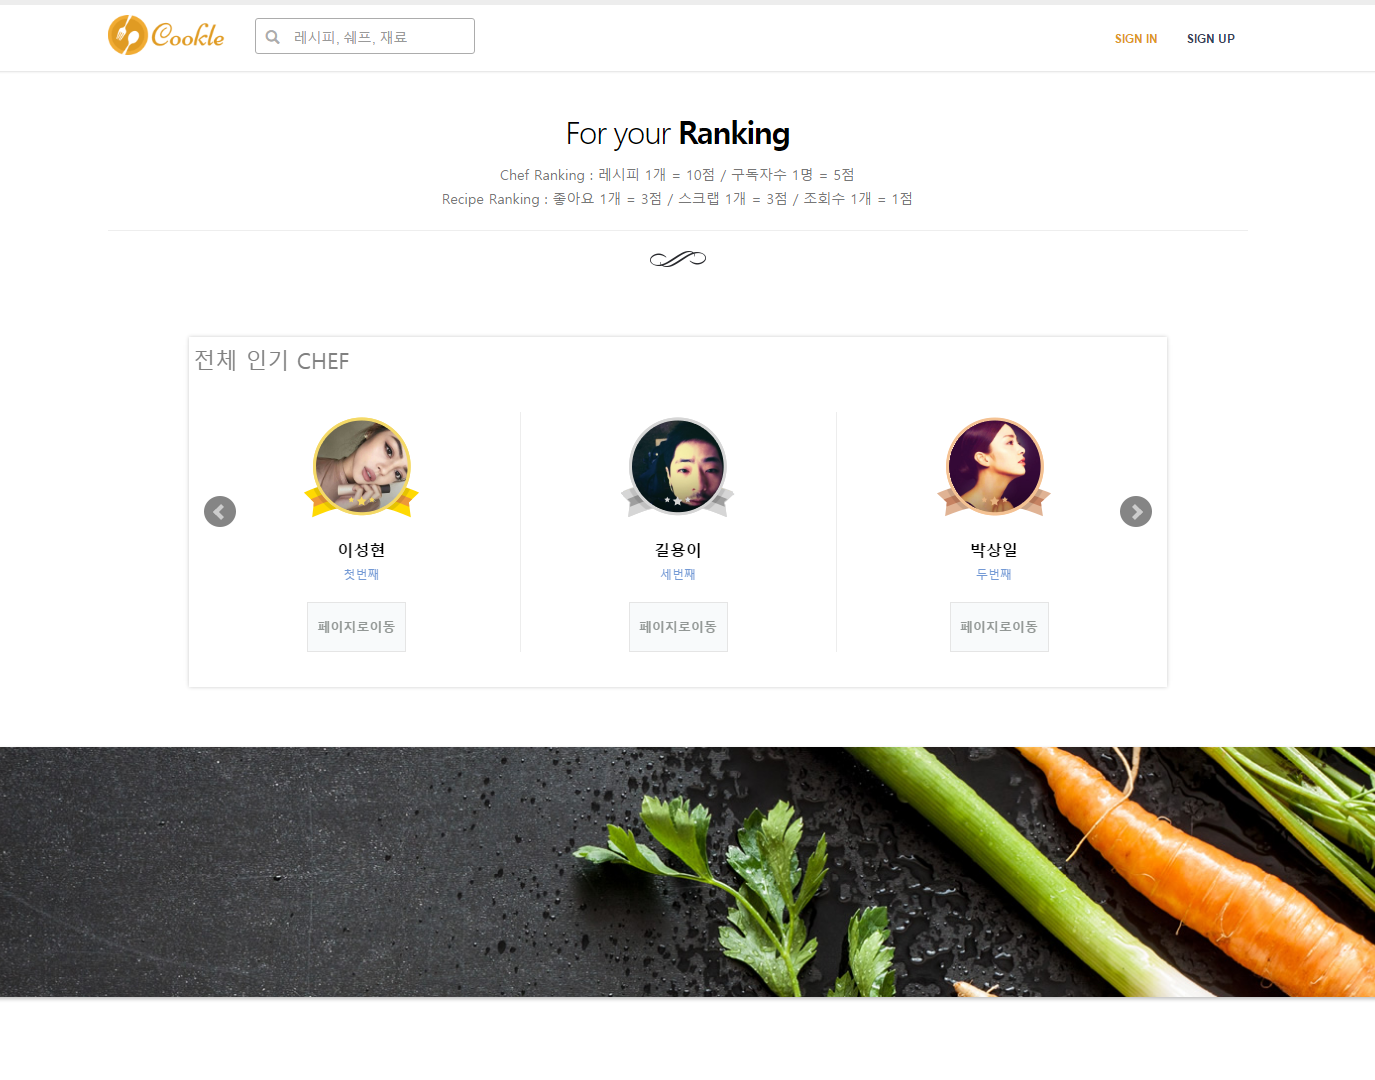 Cookle
레시피, 쉐프, 재료
SIGN IN
SIGN UP
For your Ranking
Chef Ranking : 레시피 1개 = 10점 / 구독자수 1명 = 5점
Recipe Ranking : 좋아요 1개 = 3점 / 스크랩 1개 = 3점 / 조회수 1개 = 1점
전체 인기 CHEF
이성현
첫번째
페이지로이동
길용이
세번째
페이지로이동
박상일
두번째
페이지로이동